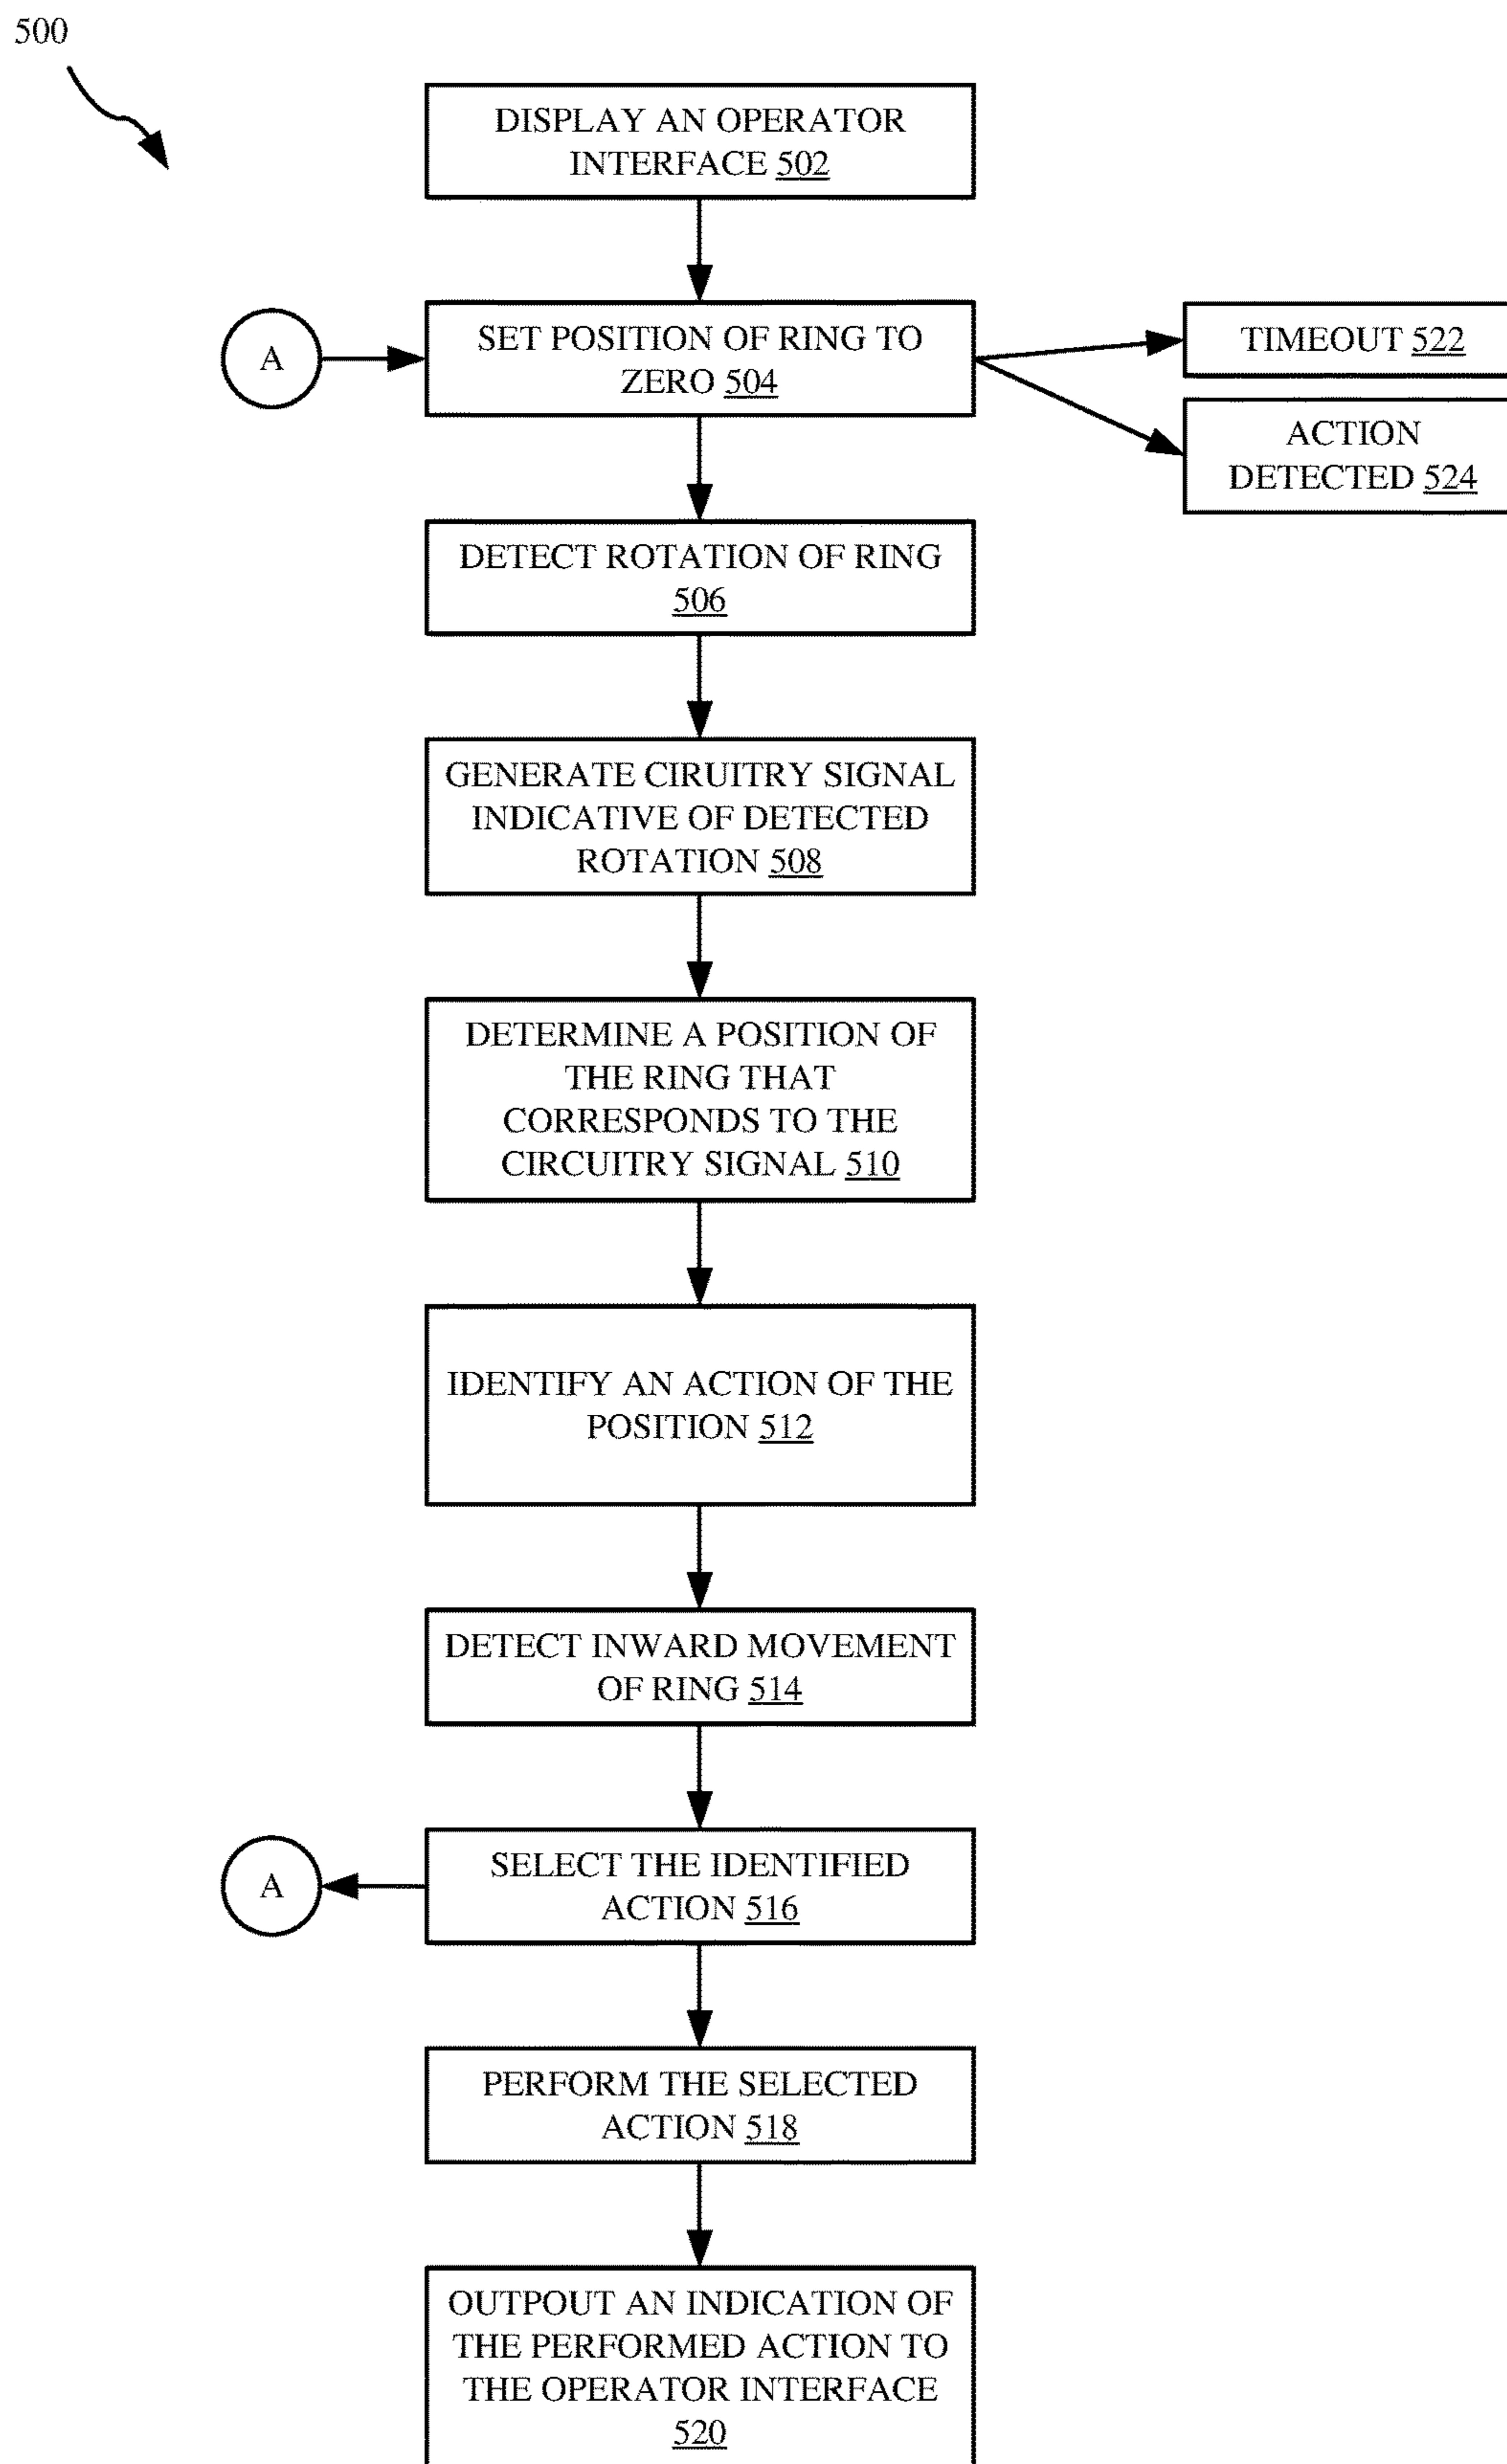 500
DISPLAY AN OPERATOR
INTERFACE 502
A
SET POSITION OF RING TO
ZERO 504
TIMEOUT 522
ACTION
DETECTED 524
DETECT ROTATION OF RING
506
GENERATE CIRUITRY SIGNAL
INDICATIVE OF DETECTED
ROTATION 508
DETERMINE A POSITION OF
THE RING THAT
CORRESPONDS TO THE
CIRCUITRY SIGNAL 510
IDENTIFY AN ACTION OF THE
POSITION 512
DETECT INWARD MOVEMENT
OF RING 514
A
SELECT THE IDENTIFIED
ACTION 516
PERFORM THE SELECTED
ACTION 518
OUTPOUT AN INDICATION OF
THE PERFORMED ACTION TO
THE OPERATOR INTERFACE
520